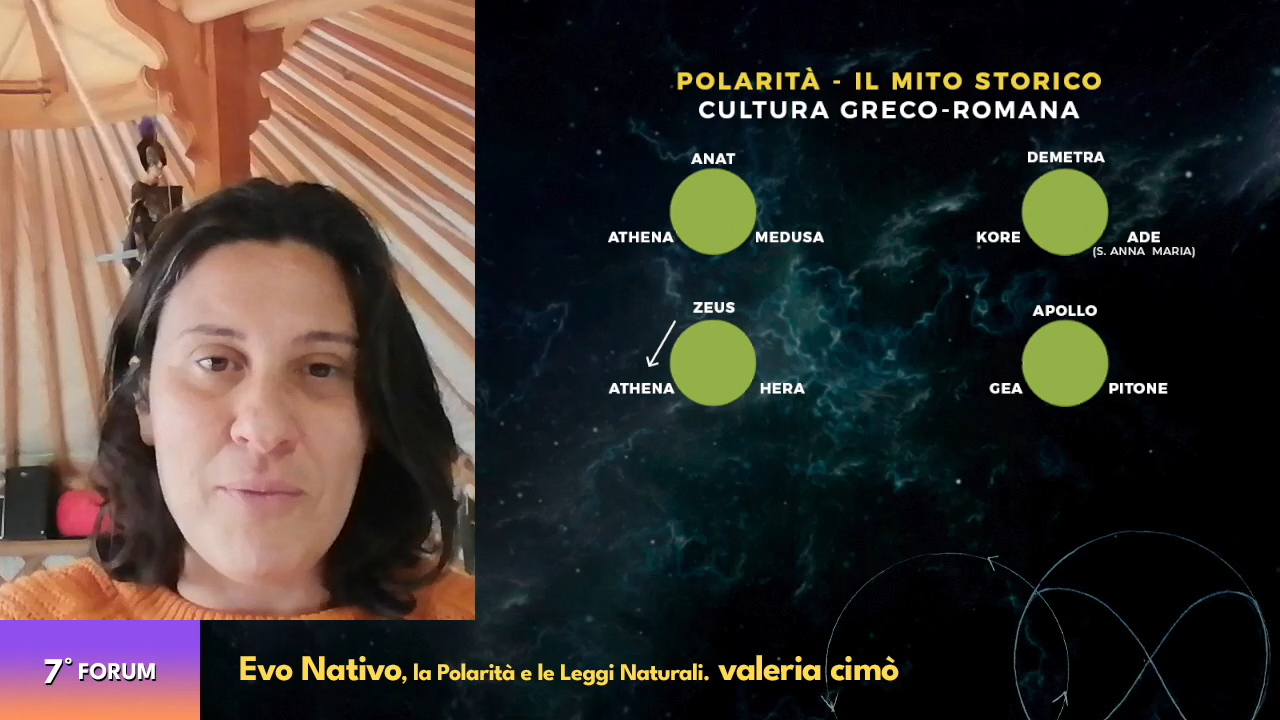 POLARITÀ - IL MITO STORICO
CULTURA GRECO-ROMANA
ANAT
ATHENA
MEDUSA
DEMETRA
KORE
ADE
(S. ANNA MARIA)
ZEUS
ATHENA
HERA
APOLLO
GEA
PITONE
7° FORUM
Evo Nativo, la Polarità e le Leggi Naturali. valeria cimò